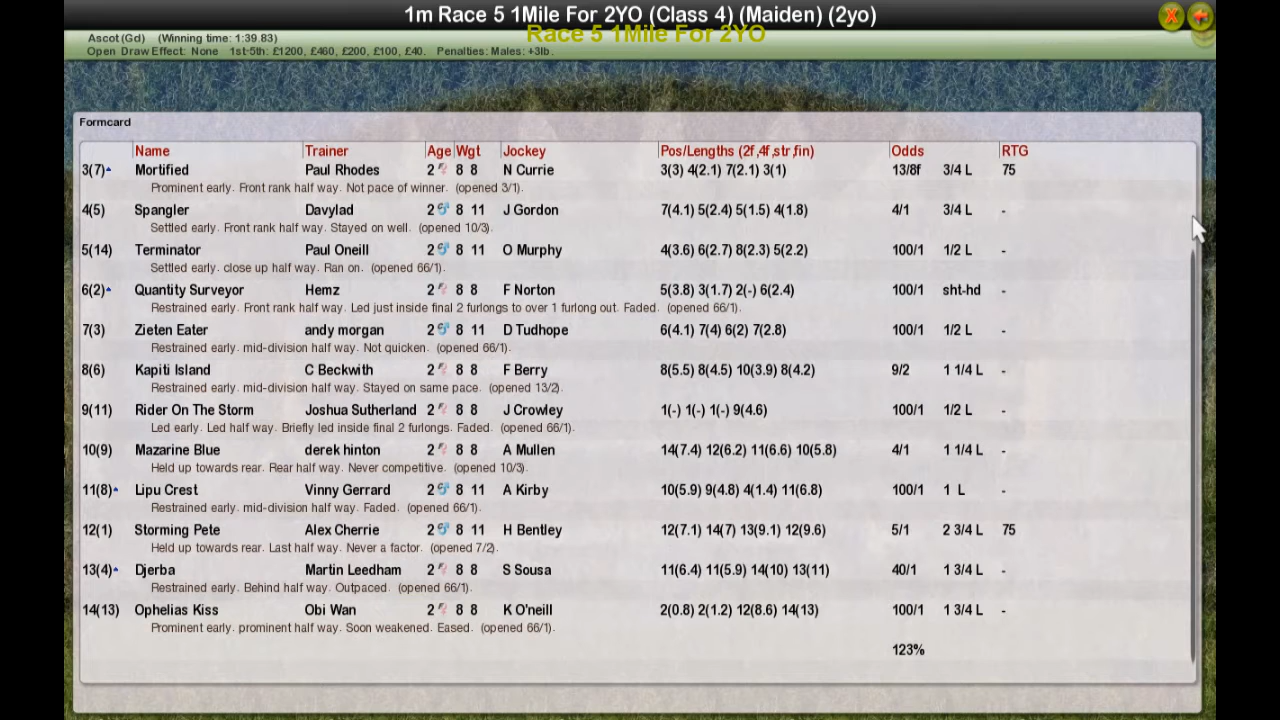 1m Race 5 1Mile For 2YO (Class 4) (Maiden) (2yo)
Race 5 1Mile For 2YO
Ascot(Gd) (Winning time: 1:39.83)
Open Draw Effect: None 1st-5th: £1200, £460, £200, £100, £40. Penalties: Males: +3lb.
Formcard
Name Trainer Age Wgt Jockey Pos/Lengths (2f,4f,str,fin) Odds RTG
3(7) Mortified Paul Rhodes 2 8 8 N Currie 3(3) 4(2.1) 7(2.1) 3(1) 13/8f 3/4 L 75
Prominent early. Front rank half way. Not pace of winner. (opened 3/1).
4(5) Spangler Davylad 2 8 11 J Gordon 7(4.1) 5(2.4) 5(1.5) 4(1.8) 4/1 3/4 L -
Settled early. Front rank half way. Stayed on well. (opened 10/3).
5(14) Terminator Paul Oneill 2 8 11 O Murphy 4(3.6) 6(2.7) 8(2.3) 5(2.2) 100/1 1/2 L -
Settled early. close up half way. Ran on. (opened 66/1).
6(2) Quantity Surveyor Hemz 2 8 8 F Norton 5(3.8) 3(1.7) 2(-) 6(2.4) 100/1 sht-hd -
Restrained early. Front rank half way. Led just inside final 2 furlongs to over 1 furlong out. Faded. (opened 66/1).
7(3) Zieten Eater andy morgan 2 8 11 D Tudhope 6(4.1) 7(4) 6(2) 7(2.8) 100/1 1/2 L -
Restrained early. mid-division half way. Not quicken. (opened 66/1).
8(6) Kapiti Island C Beckwith 2 8 8 F Berry 8(5.5) 8(4.5) 10(3.9) 8(4.2) 9/2 1 1/4 L -
Restrained early. mid-division half way. Stayed on same pace. (opened 13/2).
9(11) Rider On The Storm Joshua Sutherland 2 8 8 J Crowley 1(-) 1(-) 1(-) 9(4.6) 100/1 1/2 L -
Led early. Led half way. Briefly led inside final 2 furlongs. Faded. (opened 66/1).
10(9) Mazarine Blue derek hinton 2 8 8 A Mullen 14(7.4) 12(6.2) 11(6.6) 10(5.8) 4/1 1 1/4 L -
Held up towards rear. Rear half way. Never competitive. (opened 10/3).
11(8) Lipu Crest Vinny Gerrard 2 8 11 A Kirby 10(5.9) 9(4.8) 4(1.4) 11(6.8) 100/1 1 L -
Restrained early. mid-division half way. Faded. (opened 66/1).
12(1) Storming Pete Alex Cherrie 2 8 11 H Bentley 12(7.1) 14(7) 13(9.1) 12(9.6) 5/1 2 3/4 L 75
Held up towards rear. Last half way. Never a factor. (opened 7/2).
13(4) Djerba Martin Leedham 2 8 8 S Sousa 11(6.4) 11(5.9) 14(10) 13(11) 40/1 1 3/4 L -
Restrained early. Behind half way. Outpaced. (opened 66/1).
14(13) Ophelias Kiss Obi Wan 2 8 8 K O'neill 2(0.8) 2(1.2) 12(8.6) 14(13) 100/1 1 3/4 L -
Prominent early. prominent half way. Soon weakened. Eased. (opened 66/1).
123%